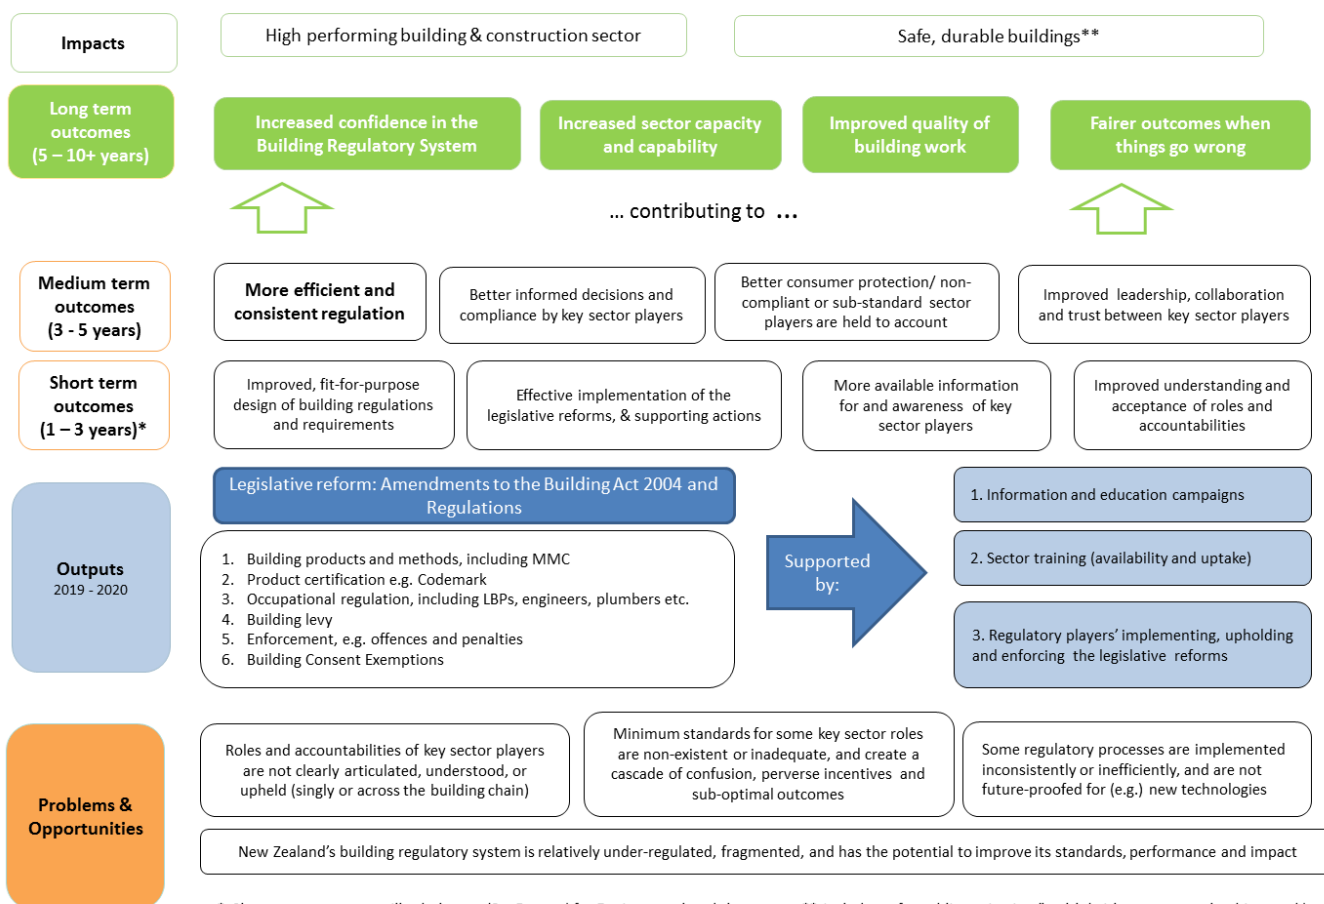 Impacts
High performing building & construction sector
Safe, durable buildings**
Long term
outcomes
(5 – 10+ years)
Increased confidence in the
Building Regulatory System
Increased sector capacity
and capability
Improved quality of
building work
Fairer outcomes when
things go wrong
... contributing to ...
Medium term
outcomes
(3 - 5 years)
More efficient and
consistent regulation
Better informed decisions and
compliance by key sector players
Better consumer protection/ non-
compliant or sub-standard sector
players are held to account
Improved leadership, collaboration
and trust between key sector players
Short term
outcomes
(1 – 3 years)*
Improved, fit-for-purpose
design of building regulations
and requirements
Effective implementation of the
legislative reforms, & supporting actions
More available information
for and awareness of key
sector players
Improved understanding and
acceptance of roles and
accountabilities
Outputs
2019 - 2020
Legislative reform: Amendments to the Building Act 2004 and
Regulations
1. Building products and methods, including MMC
2. Product certification e.g. Codemark
3. Occupational regulation, including LBPs, engineers, plumbers etc.
4. Building levy
5. Enforcement, e.g. offences and penalties
6. Building Consent Exemptions
Supported
by:
1. Information and education campaigns
2. Sector training (availability and uptake)
3. Regulatory players' implementing, upholding
and enforcing the legislative reforms
Problems &
Opportunities
Roles and accountabilities of key sector players
are not clearly articulated, understood, or
upheld (singly or across the building chain)
Minimum standards for some key sector roles
are non-existent or inadequate, and create a
cascade of confusion, perverse incentives and
sub-optimal outcomes
Some regulatory processes are implemented
inconsistently or inefficiently, and are not
future-proofed for (e.g.) new technologies
New Zealand's building regulatory system is relatively under-regulated, fragmented, and has the potential to improve its standards, performance and impact